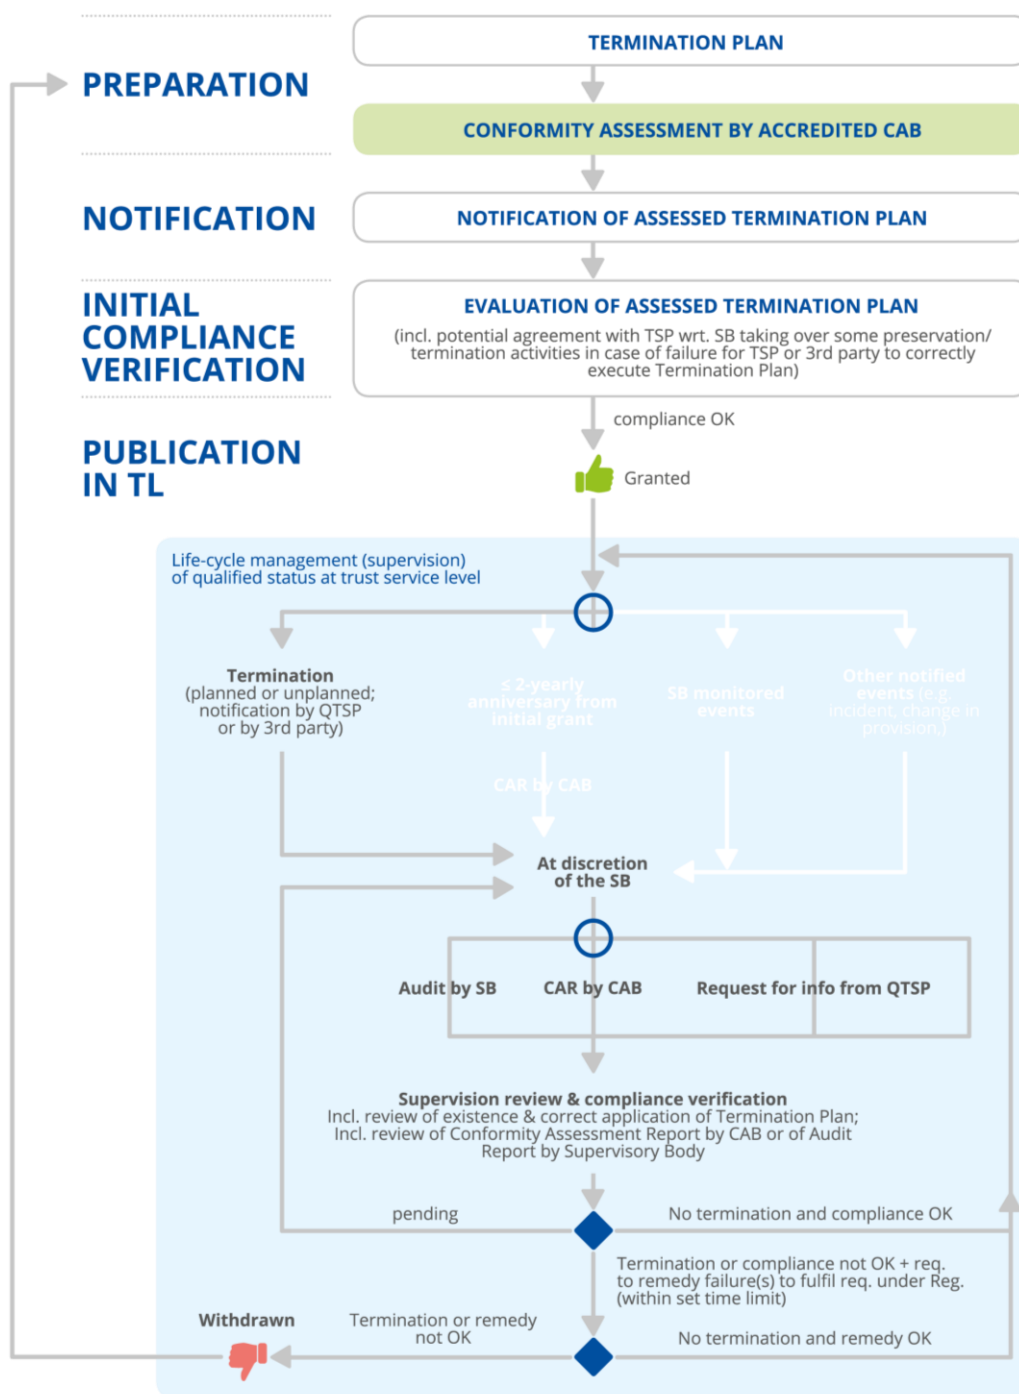 TERMINATION PLAN
PREPARATION
CONFORMITY ASSESSMENT BY ACCREDITED CAB
NOTIFICATION
NOTIFICATION OF ASSESSED TERMINATION PLAN
INITIAL
COMPLIANCE
VERIFICATION
EVALUATION OF ASSESSED TERMINATION PLAN
(incl. potential agreement with TSP wrt. SB taking over some preservation/
termination activities in case of failure for TSP or 3rd party to correctly
execute Termination Plan)
compliance OK
PUBLICATION
IN TL
Granted
Life-cycle management (supervision)
of qualified status at trust service level
Termination
(planned or unplanned;
notification by QTSP
or by 3rd party)
≤ 2-yearly
anniversary from
initial grant
SB monitored
events
Other notified
events (e.g.
incident, change in
provision,)
CAR by CAB
At discretion
of the SB
Audit by SB
CAR by CAB
Request for info from QTSP
Supervision review & compliance verification
Incl. review of existence & correct application of Termination Plan;
Incl. review of Conformity Assessment Report by CAB or of Audit
Report by Supervisory Body
pending
No termination and compliance OK
Termination or compliance not OK + req.
to remedy failure(s) to fulfil req. under Reg.
(within set time limit)
Withdrawn
Termination or remedy
not OK
No termination and remedy OK